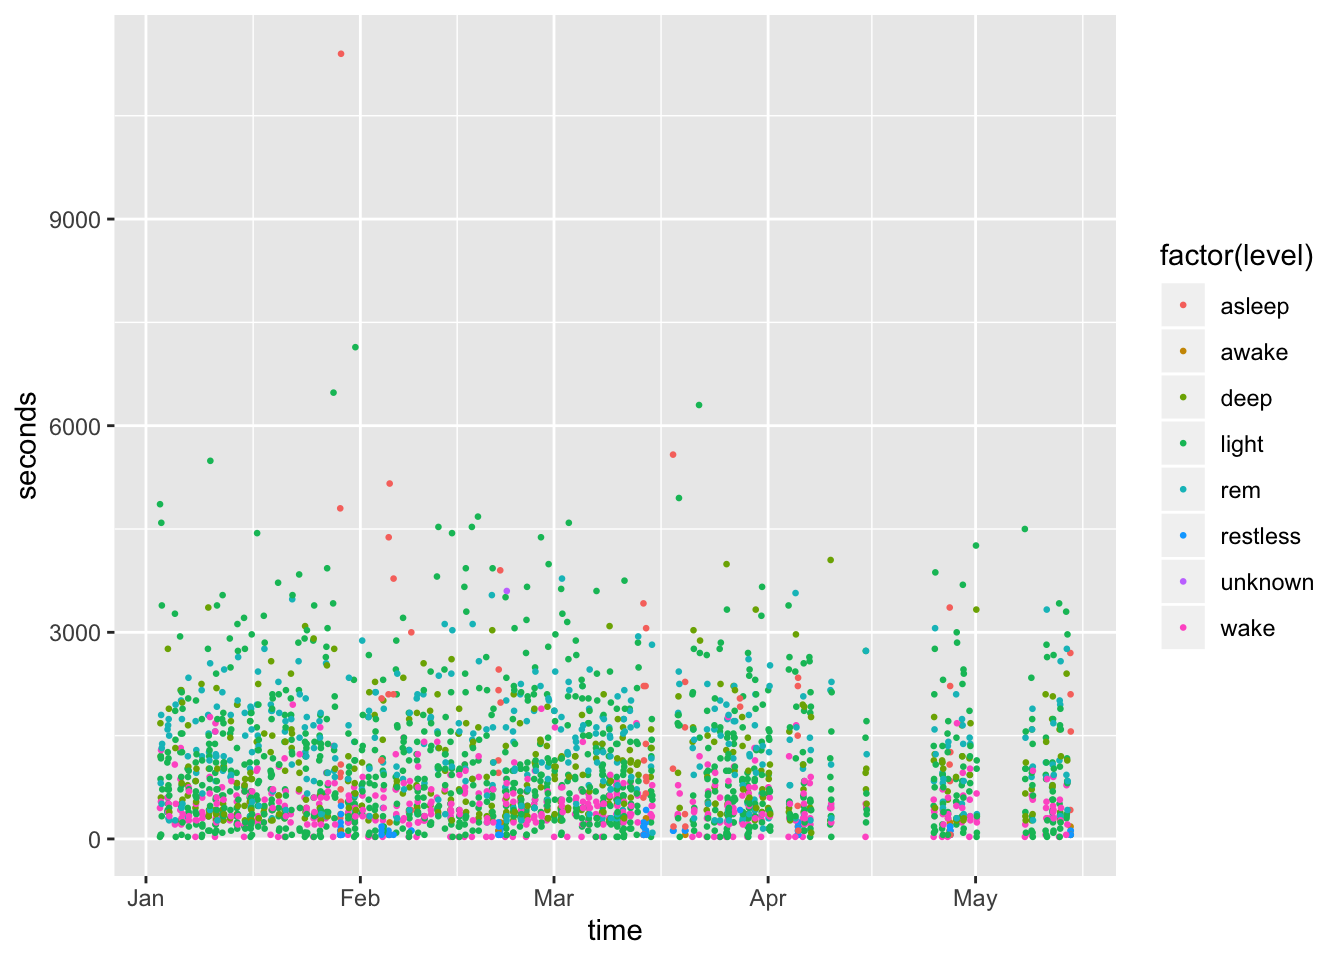 9000
6000
3000
0
seconds
Jan Feb Mar Apr May
time
factor(level)
asleep
awake
deep
light
rem
restless
unknown
wake